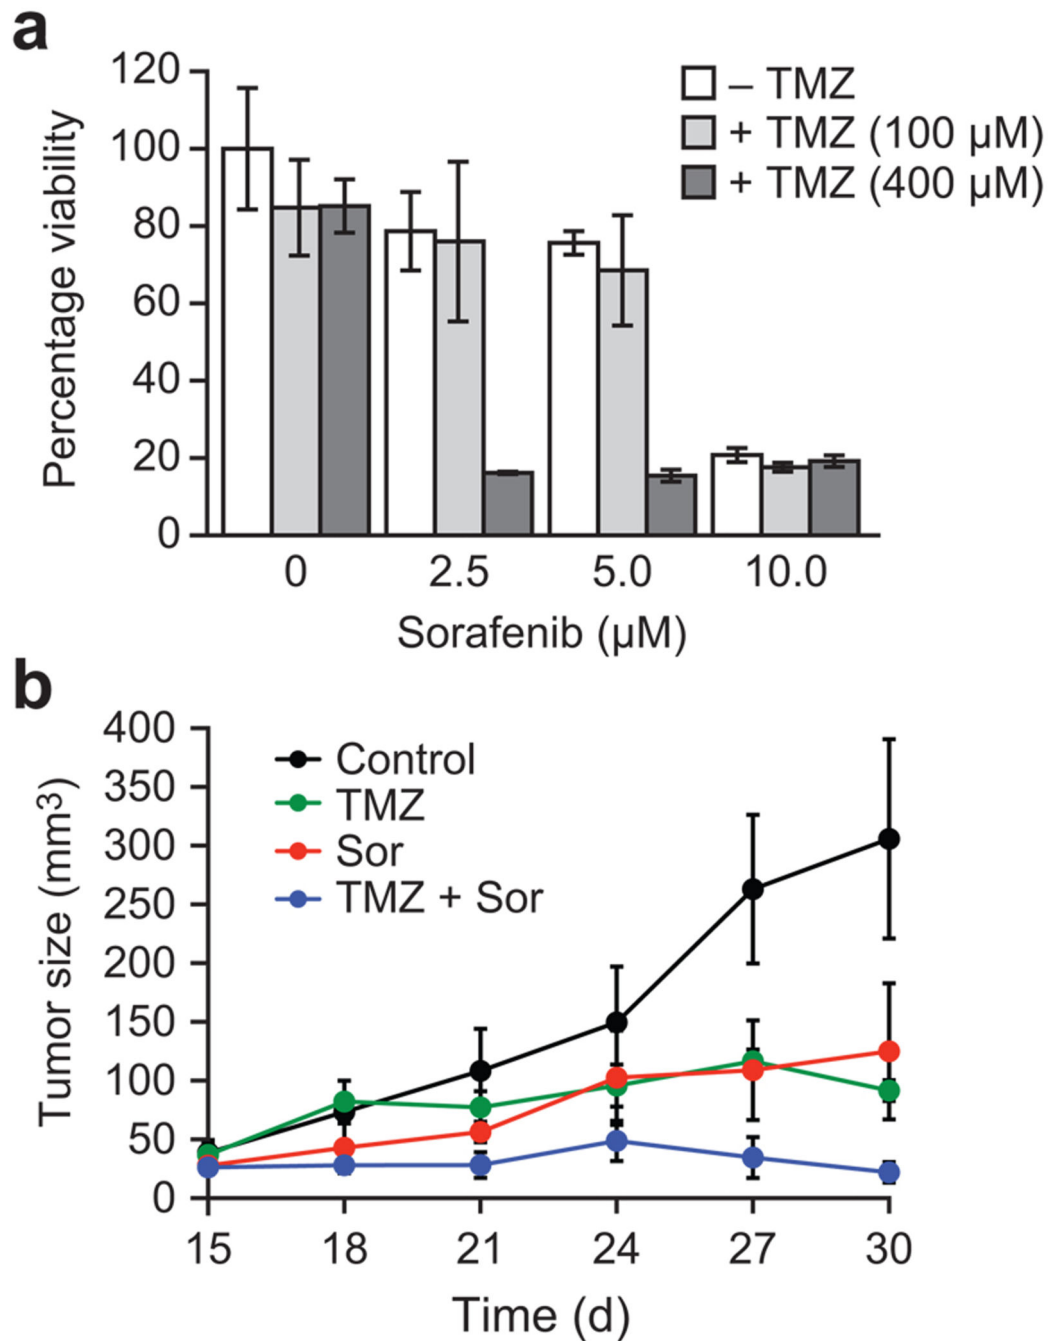 a
120
100
80
60
40
20
0
Percentage viability
– TMZ
+ TMZ (100 µM)
+ TMZ (400 µM)
0 2.5 5.0 10.0
Sorafenib (µM)
b
400
350
300
250
200
150
100
50
0
Tumor size (mm³)
Control
TMZ
Sor
TMZ + Sor
15 18 21 24 27 30
Time (d)